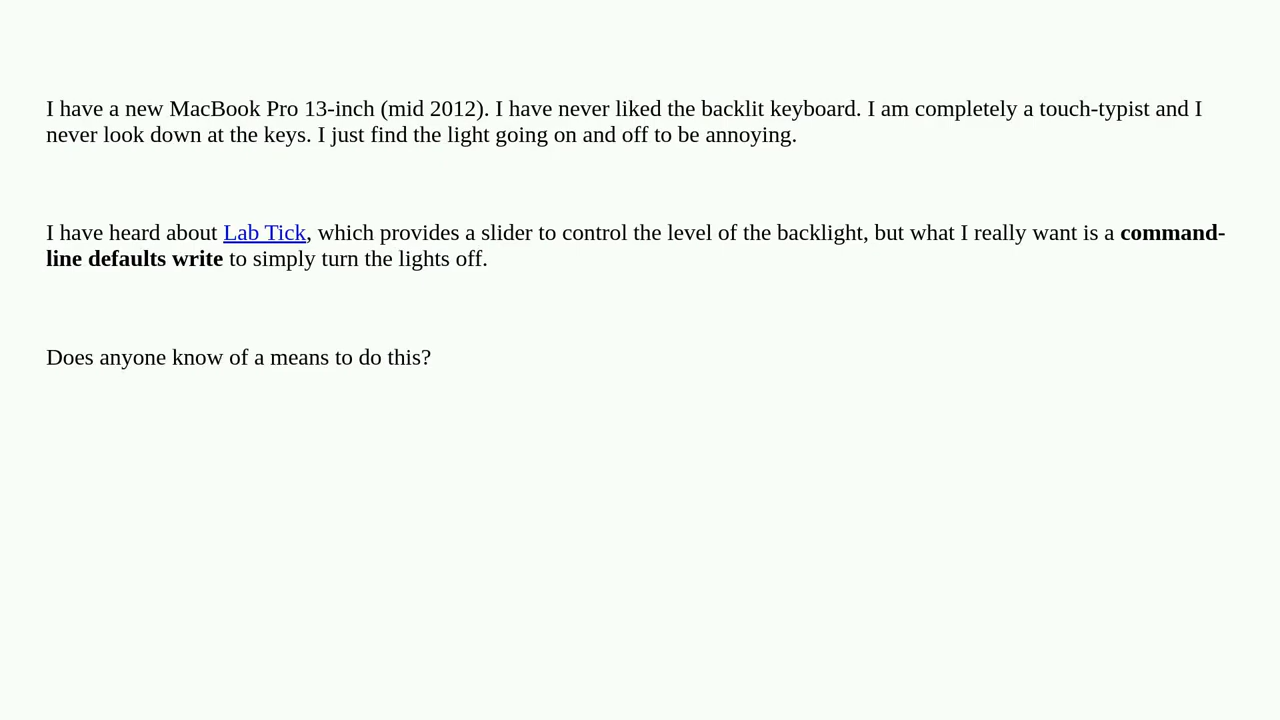 I have a new MacBook Pro 13-inch (mid 2012). I have never liked the backlit keyboard. I am completely a touch-typist and I
never look down at the keys. I just find the light going on and off to be annoying.
I have heard about Lab Tick, which provides a slider to control the level of the backlight, but what I really want is a command-
line defaults write to simply turn the lights off.
Does anyone know of a means to do this?